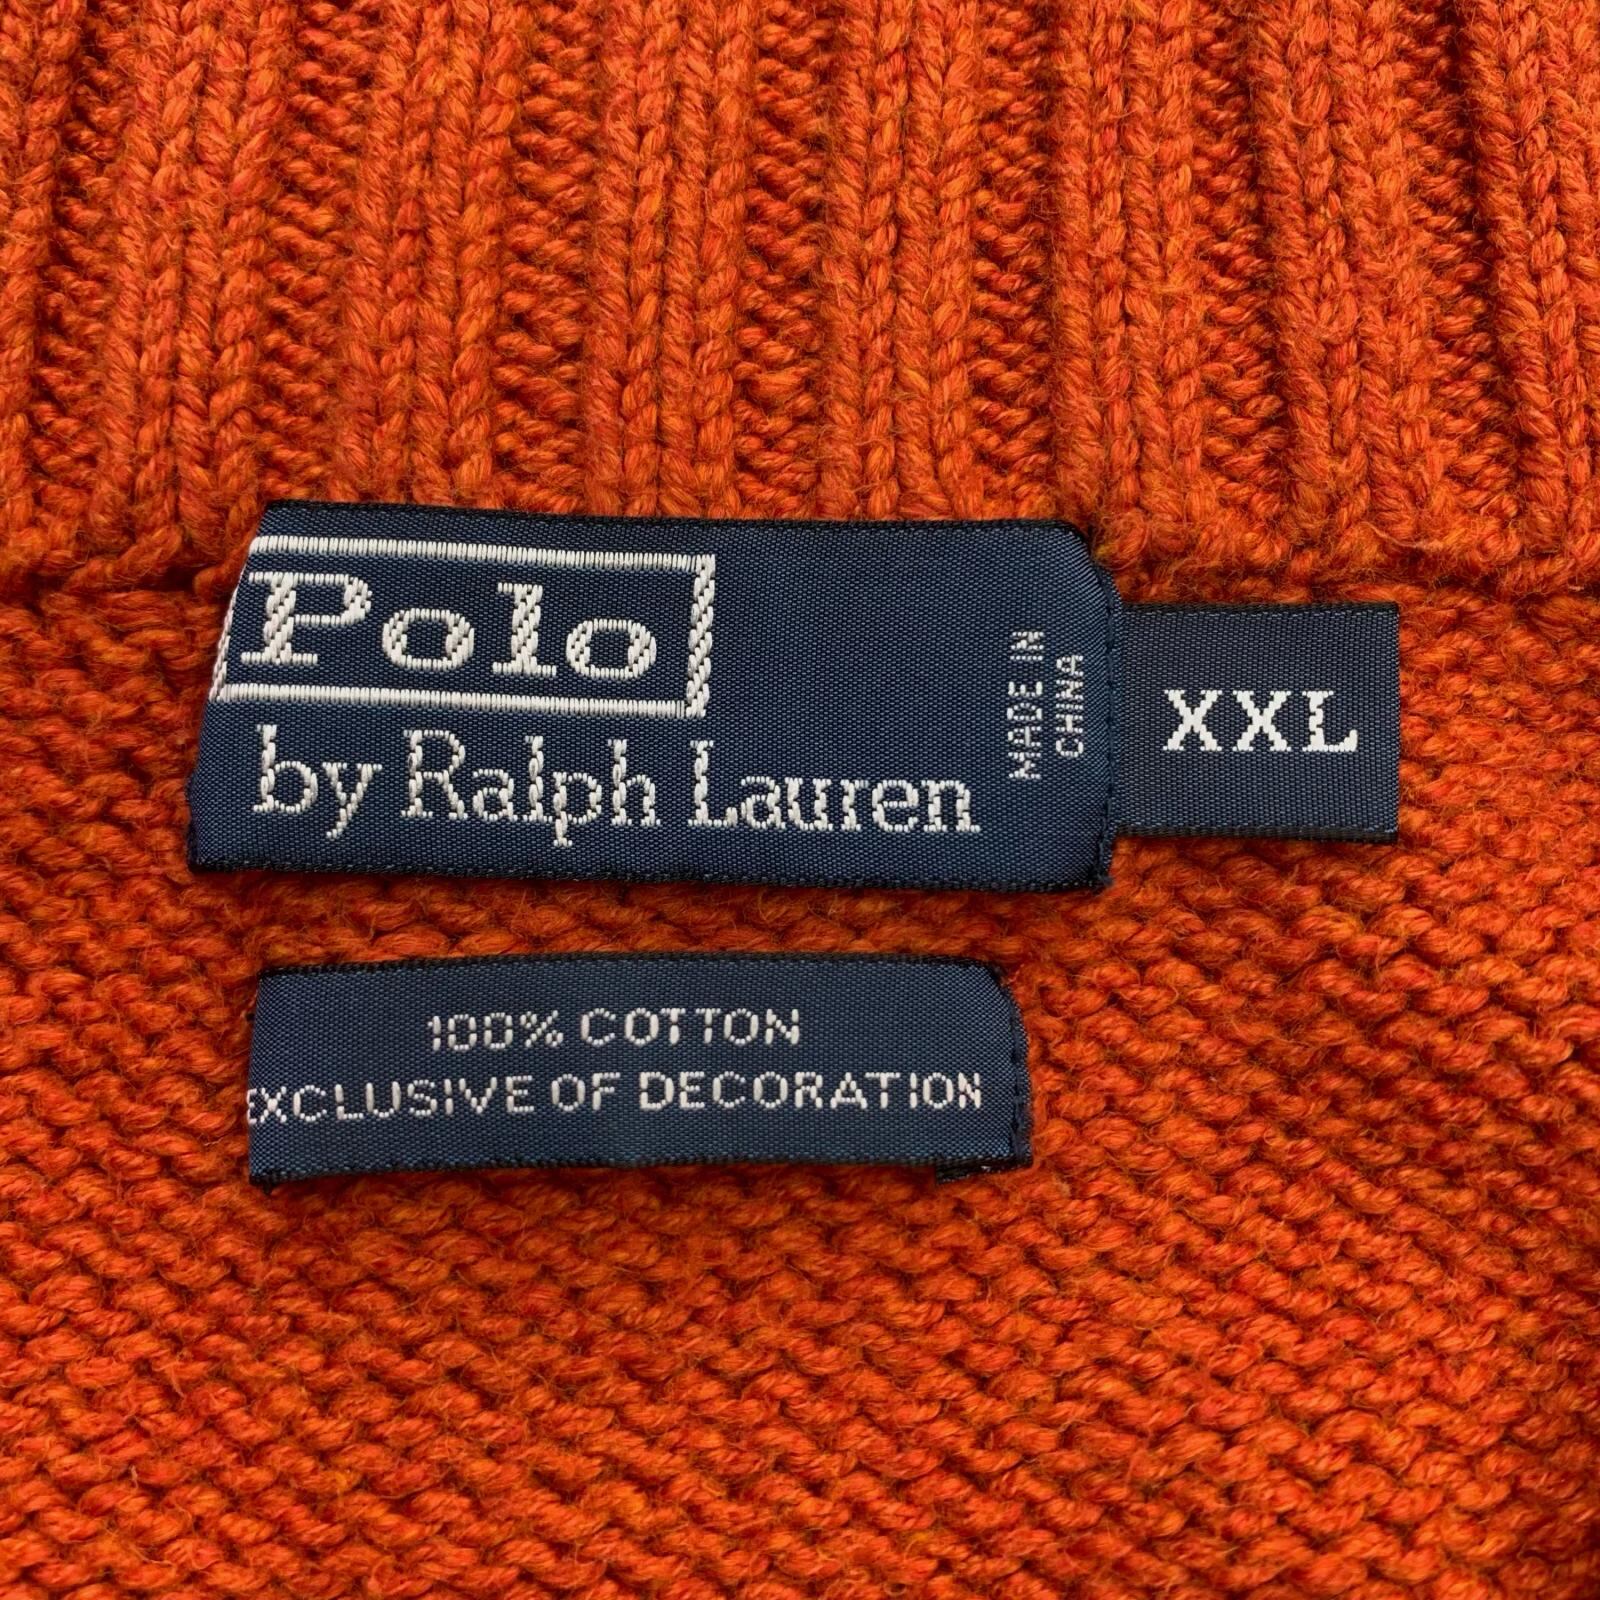 Polo
by Ralph Lauren
MADE IN
CHINA
XXL
100% COTTON
EXCLUSIVE OF DECORATION